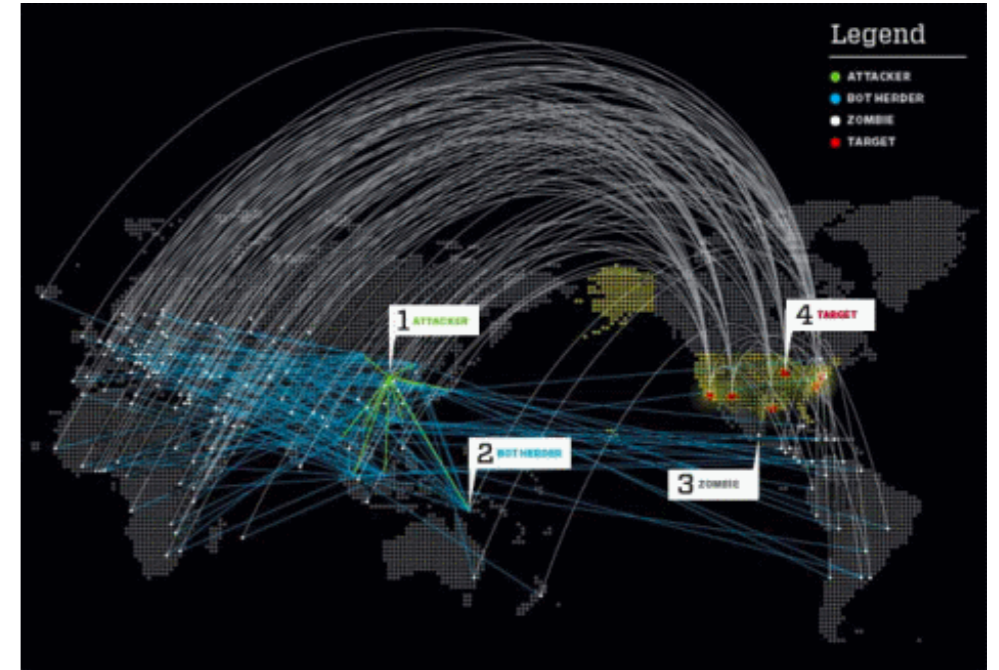 Legend
ATTACKER
BOT HERDER
ZOMBIE
TARGET
1 ATTACKER
4 TARGET
2 BOT HERDER
3 ZOMBIE